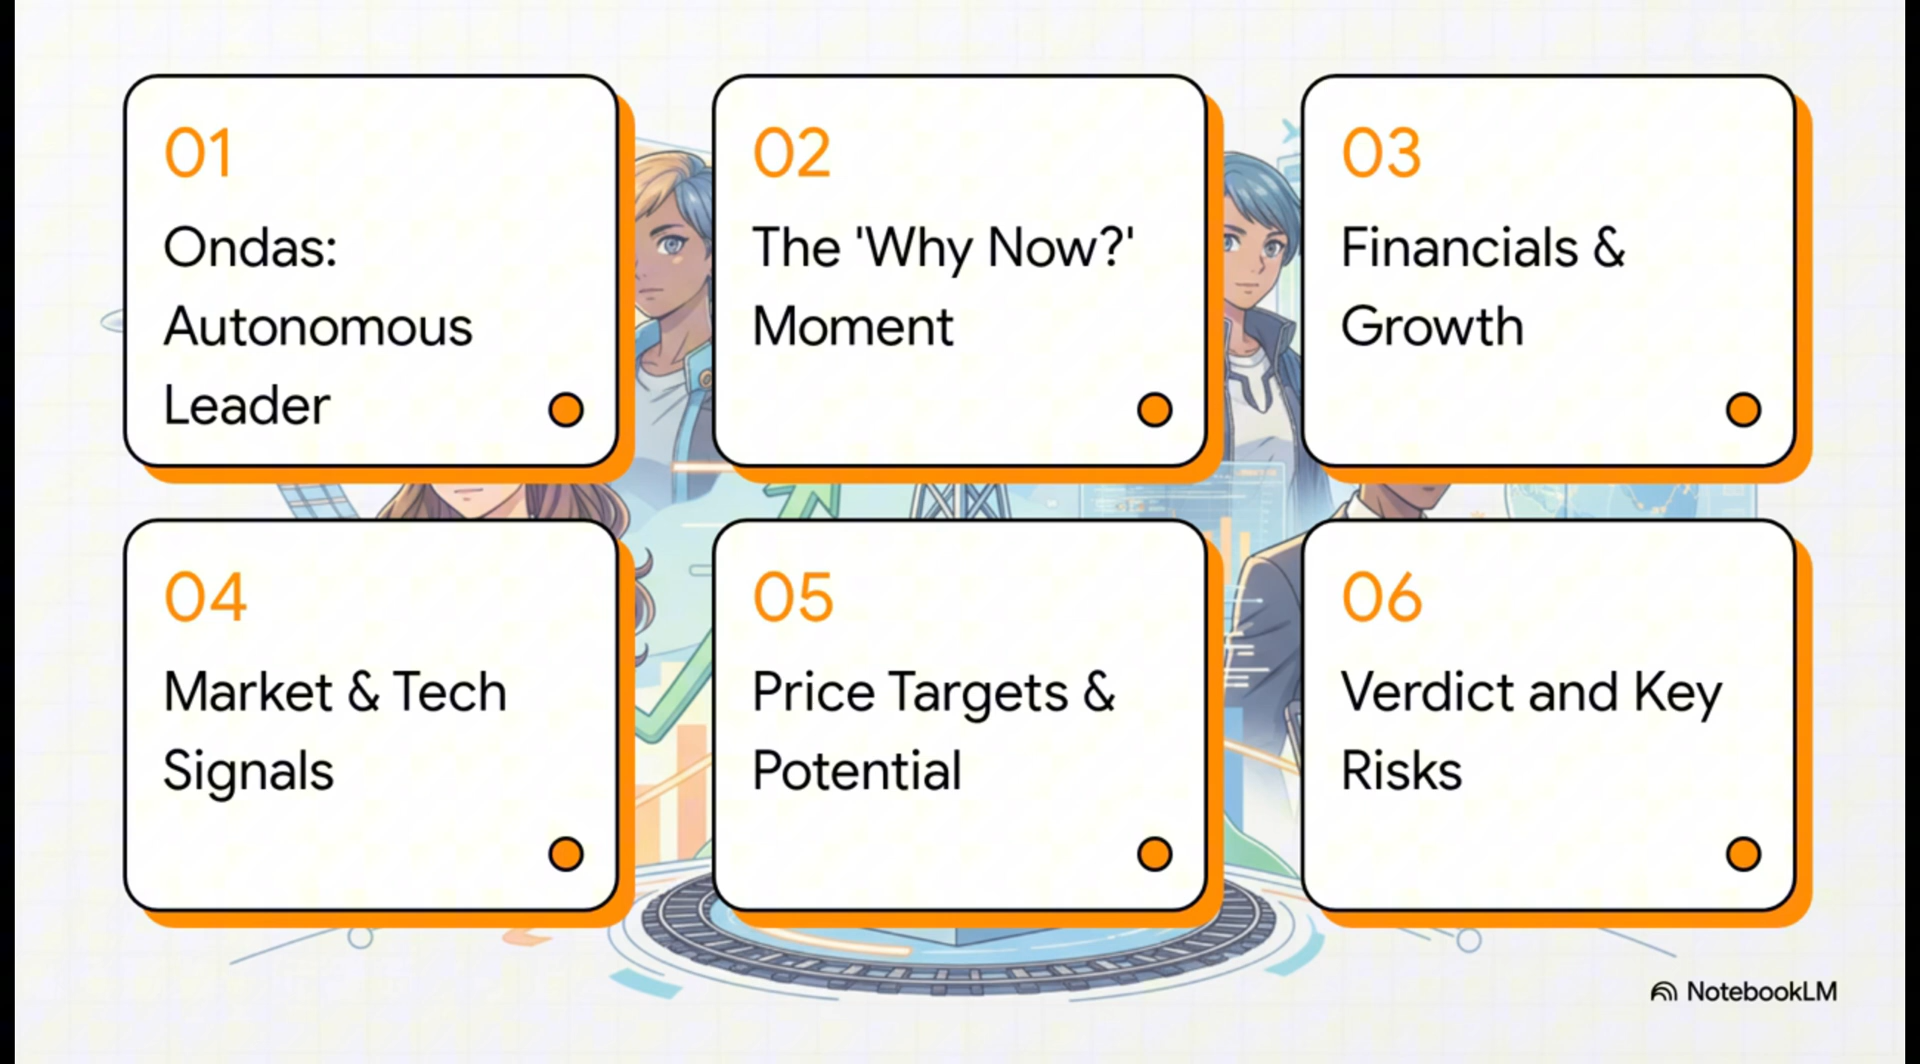 01
Ondas:
Autonomous
Leader
02
The 'Why Now?'
Moment
03
Financials &
Growth
04
Market & Tech
Signals
05
Price Targets &
Potential
06
Verdict and Key
Risks
NotebookLM